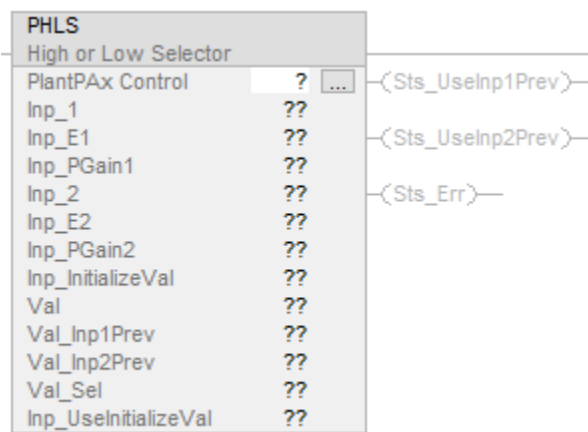 PHLS
High or Low Selector
PlantPAx Control ? ... (Sts_UseInp1Prev)
Inp_1 ??
Inp_E1 ?? (Sts_UseInp2Prev)
Inp_PGain1 ??
Inp_2 ?? (Sts_Err)
Inp_E2 ??
Inp_PGain2 ??
Inp_InitializeVal ??
Val ??
Val_Inp1Prev ??
Val_Inp2Prev ??
Val_Sel ??
Inp_UseInitializeVal ??